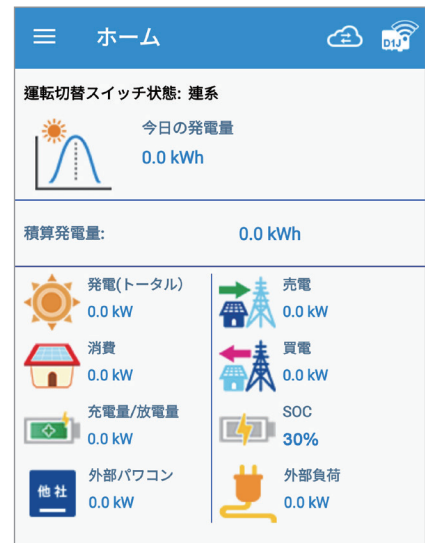 ホーム
D1J
運転切替スイッチ状態: 連系
今日の発電量
0.0 kWh
積算発電量: 0.0 kWh
発電(トータル)
0.0 kW
売電
0.0 kW
消費
0.0 kW
買電
0.0 kW
充電量/放電量
0.0 kW
SOC
30%
他社
外部パワコン
0.0 kW
外部負荷
0.0 kW